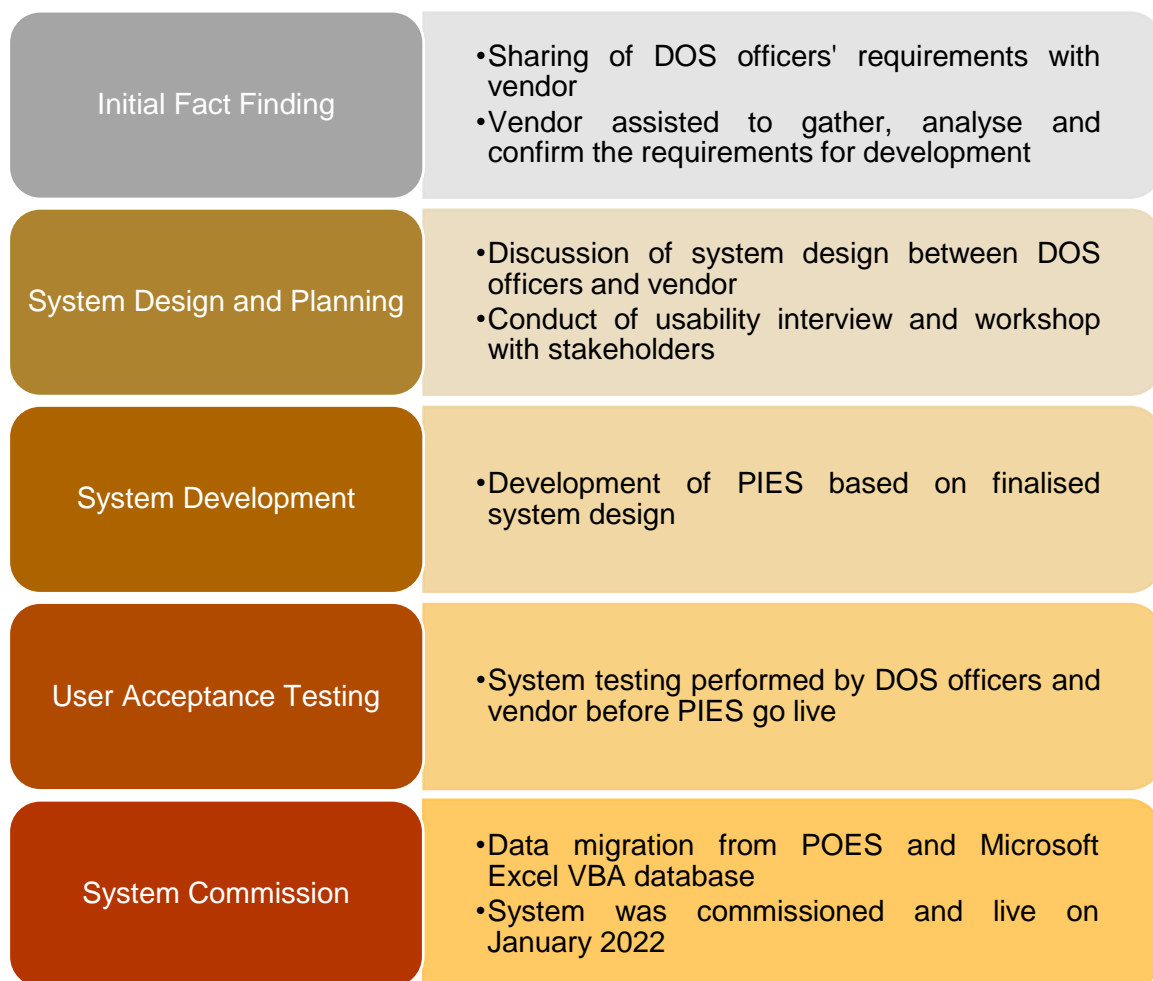 Initial Fact Finding
•Sharing of DOS officers' requirements with
vendor
•Vendor assisted to gather, analyse and
confirm the requirements for development
System Design and Planning
•Discussion of system design between DOS
officers and vendor
•Conduct of usability interview and workshop
with stakeholders
System Development
•Development of PIES based on finalised
system design
User Acceptance Testing
•System testing performed by DOS officers and
vendor before PIES go live
System Commission
•Data migration from POES and Microsoft
Excel VBA database
•System was commissioned and live on
January 2022